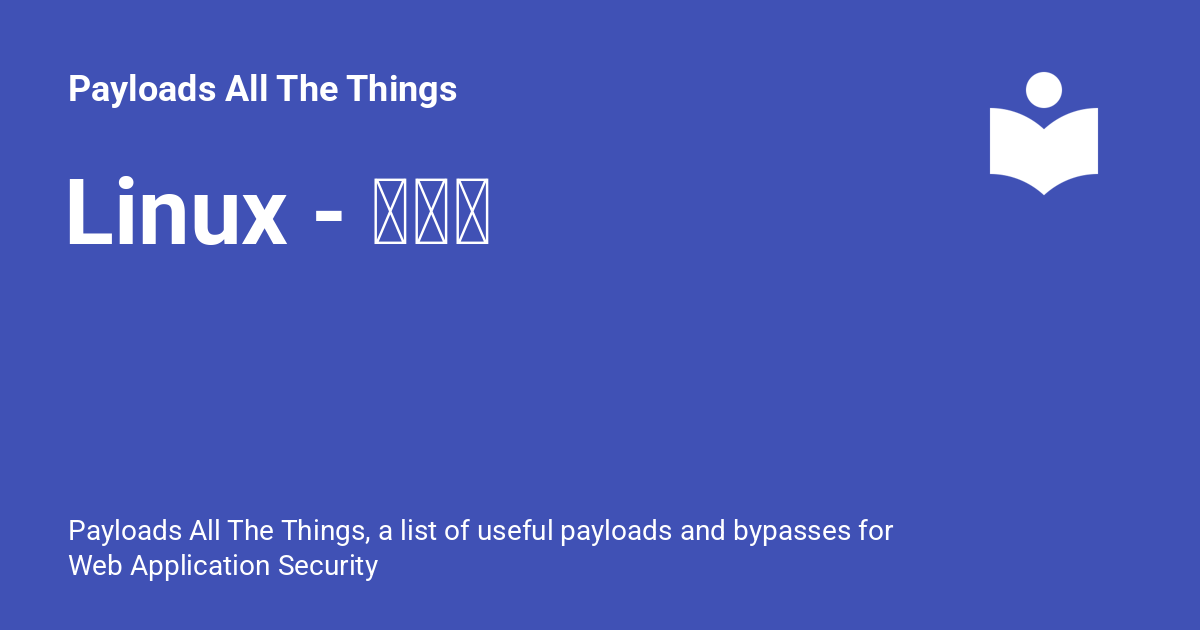 Payloads All The Things
Linux -
Payloads All The Things, a list of useful payloads and bypasses for
Web Application Security